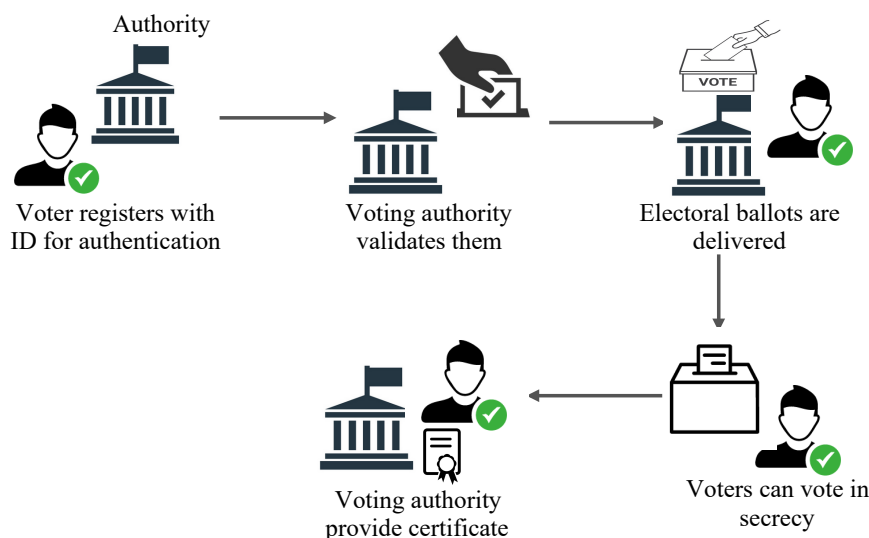 Authority
Voter registers with
ID for authentication
Voting authority
validates them
VOTE
Electoral ballots are
delivered
Voters can vote in
secrecy
Voting authority
provide certificate